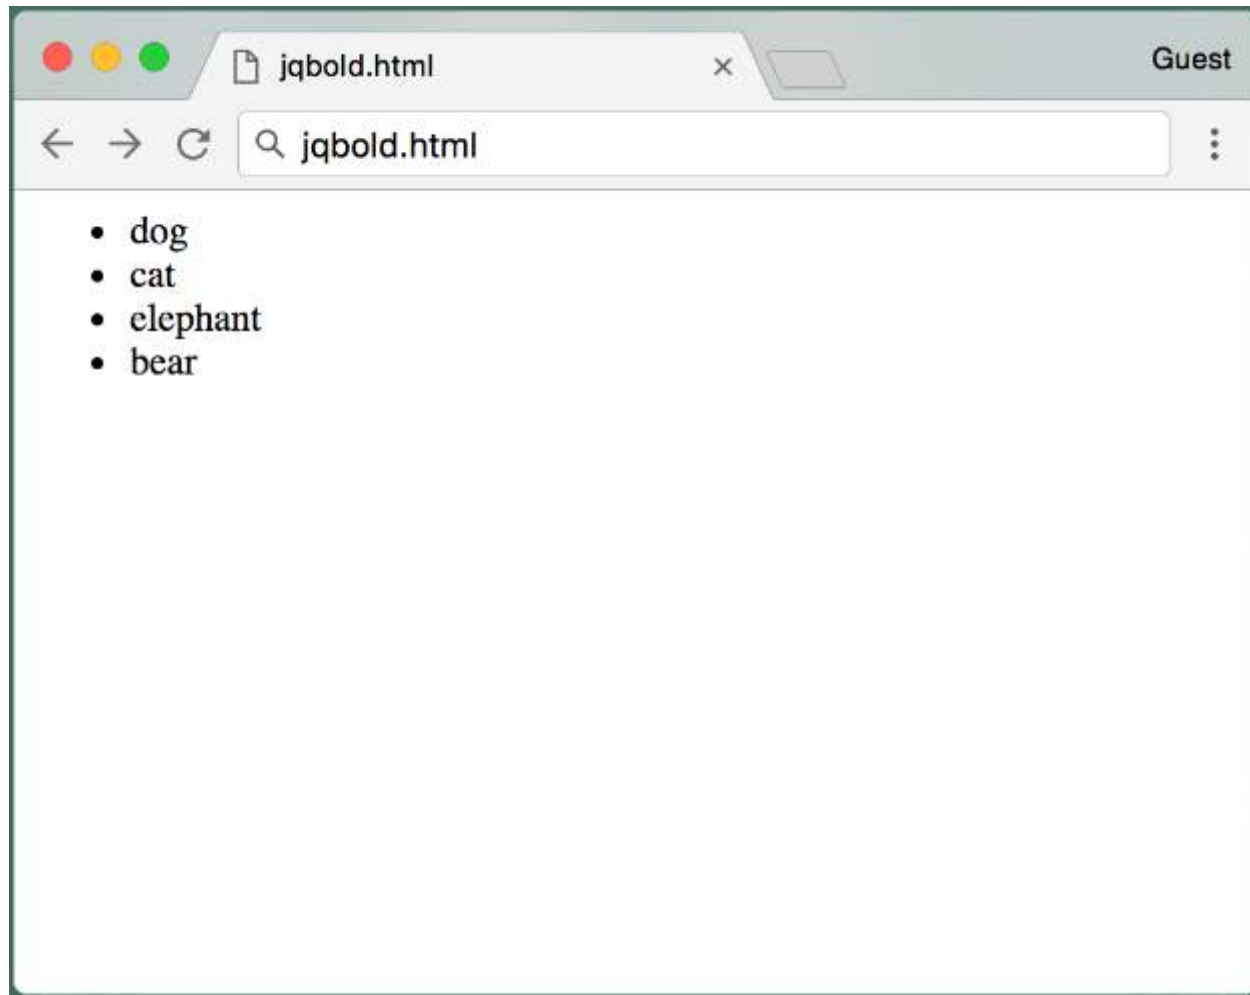 jqbold.html
Guest
jqbold.html
• dog
• cat
• elephant
• bear